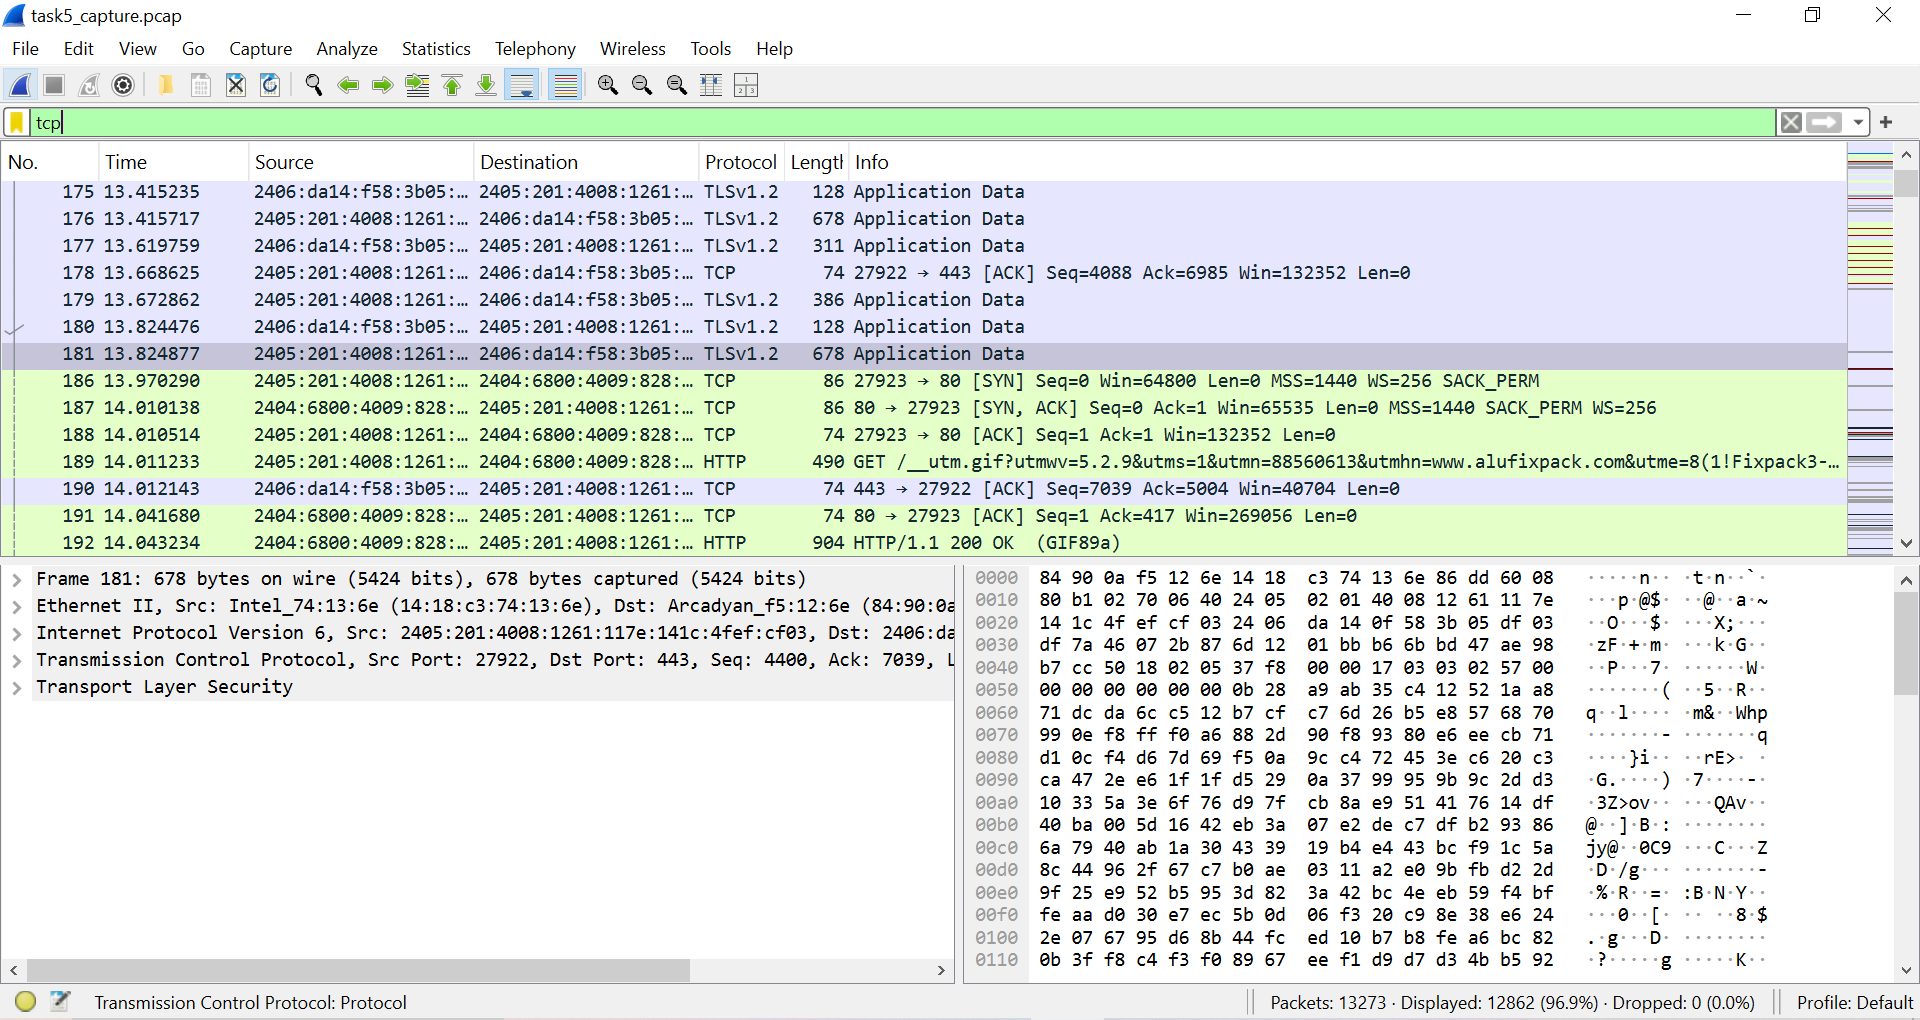 task5_capture.pcap
File Edit View Go Capture Analyze Statistics Telephony Wireless Tools Help
tcp
No. Time Source Destination Protocol Length Info
175 13.415235 2406:da14:f58:3b05:… 2405:201:4008:1261:… TLSv1.2 128 Application Data
176 13.415717 2405:201:4008:1261:… 2406:da14:f58:3b05:… TLSv1.2 678 Application Data
177 13.619759 2406:da14:f58:3b05:… 2405:201:4008:1261:… TLSv1.2 311 Application Data
178 13.668625 2405:201:4008:1261:… 2406:da14:f58:3b05:… TCP 74 27922 → 443 [ACK] Seq=4088 Ack=6985 Win=132352 Len=0
179 13.672862 2405:201:4008:1261:… 2406:da14:f58:3b05:… TLSv1.2 386 Application Data
180 13.824476 2406:da14:f58:3b05:… 2405:201:4008:1261:… TLSv1.2 128 Application Data
181 13.824877 2405:201:4008:1261:… 2406:da14:f58:3b05:… TLSv1.2 678 Application Data
186 13.970290 2405:201:4008:1261:… 2404:6800:4009:828:… TCP 86 27923 → 80 [SYN] Seq=0 Win=64800 Len=0 MSS=1440 WS=256 SACK_PERM
187 14.010138 2404:6800:4009:828:… 2405:201:4008:1261:… TCP 86 80 → 27923 [SYN, ACK] Seq=0 Ack=1 Win=65535 Len=0 MSS=1440 SACK_PERM WS=256
188 14.010514 2405:201:4008:1261:… 2404:6800:4009:828:… TCP 74 27923 → 80 [ACK] Seq=1 Ack=1 Win=132352 Len=0
189 14.011233 2405:201:4008:1261:… 2404:6800:4009:828:… HTTP 490 GET /__utm.gif?utmwv=5.2.9&utms=1&utmn=88560613&utmhn=www.alufixpack.com&utme=8(1!Fixpack3-…
190 14.012143 2406:da14:f58:3b05:… 2405:201:4008:1261:… TCP 74 443 → 27922 [ACK] Seq=7039 Ack=5004 Win=40704 Len=0
191 14.041680 2404:6800:4009:828:… 2405:201:4008:1261:… TCP 74 80 → 27923 [ACK] Seq=1 Ack=417 Win=269056 Len=0
192 14.043234 2404:6800:4009:828:… 2405:201:4008:1261:… HTTP 904 HTTP/1.1 200 OK (GIF89a)
Frame 181: 678 bytes on wire (5424 bits), 678 bytes captured (5424 bits)
Ethernet II, Src: Intel_74:13:6e (14:18:c3:74:13:6e), Dst: Arcadyan_f5:12:6e (84:90:0a
Internet Protocol Version 6, Src: 2405:201:4008:1261:117e:141c:4fef:cf03, Dst: 2406:da
Transmission Control Protocol, Src Port: 27922, Dst Port: 443, Seq: 4400, Ack: 7039, L
Transport Layer Security
0000 84 90 0a f5 12 6e 14 18 c3 74 13 6e 86 dd 60 08 ·····n·· ·t·n··`·
0010 80 b1 02 70 06 40 24 05 02 01 40 08 12 61 11 7e ···p·@$· ··@··a·~
0020 14 1c 4f ef cf 03 24 06 da 14 0f 58 3b 05 df 03 ··O···$· ···X;···
0030 df 7a 46 07 2b 87 6d 12 01 bb b6 6b bd 47 ae 98 ·zF·+·m· ···k·G··
0040 b7 cc 50 18 02 05 37 f8 00 00 17 03 03 02 57 00 ··P···7· ······W·
0050 00 00 00 00 00 00 0b 28 a9 ab 35 c4 12 52 1a a8 ·······( ··5··R··
0060 71 dc da 6c c5 12 b7 cf c7 6d 26 b5 e8 57 68 70 q··l···· ·m&··Whp
0070 99 0e f8 ff f0 a6 88 2d 90 f8 93 80 e6 ee cb 71 ·······- ·······q
0080 d1 0c f4 d6 7d 69 f5 0a 9c c4 72 45 3e c6 20 c3 ····}i·· ··rE>· ·
0090 ca 47 2e e6 1f 1f d5 29 0a 37 99 95 9b 9c 2d d3 ·G.····) ·7····-·
00a0 10 33 5a 3e 6f 76 d9 7f cb 8a e9 51 41 76 14 df ·3Z>ov·· ···QAv··
00b0 40 ba 00 5d 16 42 eb 3a 07 e2 de c7 df b2 93 86 @··]·B·: ········
00c0 6a 79 40 ab 1a 30 43 39 19 b4 e4 43 bc f9 1c 5a jy@··0C9 ···C···Z
00d0 8c 44 96 2f 67 c7 b0 ae 03 11 a2 e0 9b fb d2 2d ·D·/g··· ·······-
00e0 9f 25 e9 52 b5 95 3d 82 3a 42 bc 4e eb 59 f4 bf ·%·R··=· :B·N·Y··
00f0 fe aa d0 30 e7 ec 5b 0d 06 f3 20 c9 8e 38 e6 24 ···0··[· ·· ··8·$
0100 2e 07 67 95 d6 8b 44 fc ed 10 b7 b8 fe a6 bc 82 .·g···D· ········
0110 0b 3f f8 c4 f3 f0 89 67 ee f1 d9 d7 d3 4b b5 92 ·?·····g ·····K··
Transmission Control Protocol: Protocol
Packets: 13273 · Displayed: 12862 (96.9%) · Dropped: 0 (0.0%)
Profile: Default